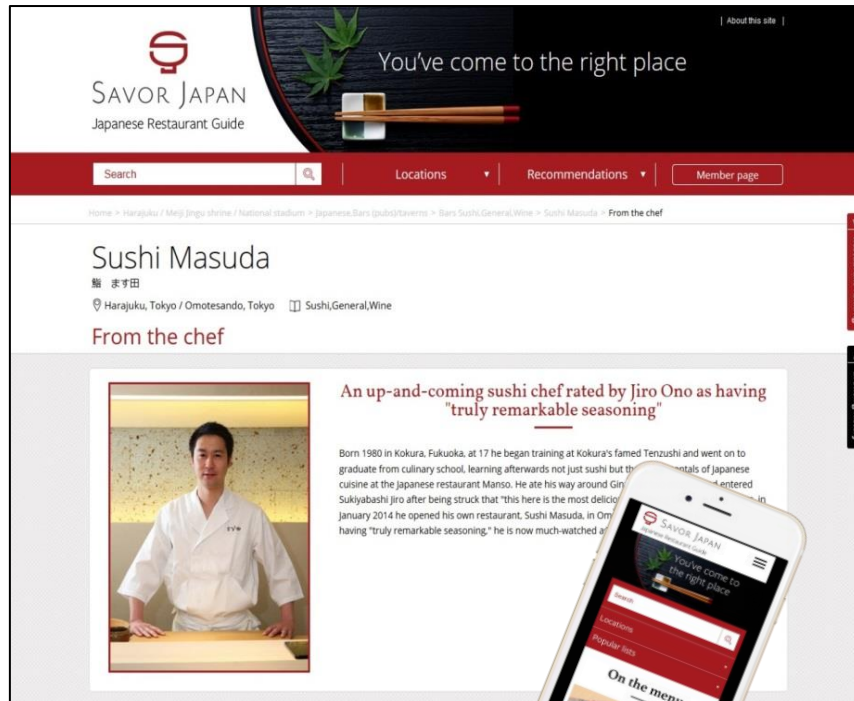 | About this site |
SAVOR JAPAN
Japanese Restaurant Guide
You've come to the right place
Search
Locations ▼
Recommendations ▼
Member page
Home > Harajuku / Meiji Jingu shrine / National stadium > Japanese,Bars (pubs)/taverns > Bars Sushi,General,Wine > Sushi Masuda > From the chef
Sushi Masuda
鮨 ます田
Harajuku, Tokyo / Omotesando, Tokyo Sushi,General,Wine
From the chef
An up-and-coming sushi chef rated by Jiro Ono as having
"truly remarkable seasoning"
Born 1980 in Kokura, Fukuoka, at 17 he began training at Kokura's famed Tenzushi and went on to
graduate from culinary school, learning afterwards not just sushi but the
of Japanese
cuisine at the Japanese restaurant Manso. He ate his way around
entered
Sukiyabashi Jiro after being struck that "this here is the most
in
January 2014 he opened his own restaurant, Sushi Masuda, in
having "truly remarkable seasoning," he is now much-watched
SAVOR JAPAN
Japanese Restaurant Guide
You've come to
the right place
Search
Locations
Popular lists
On the menu